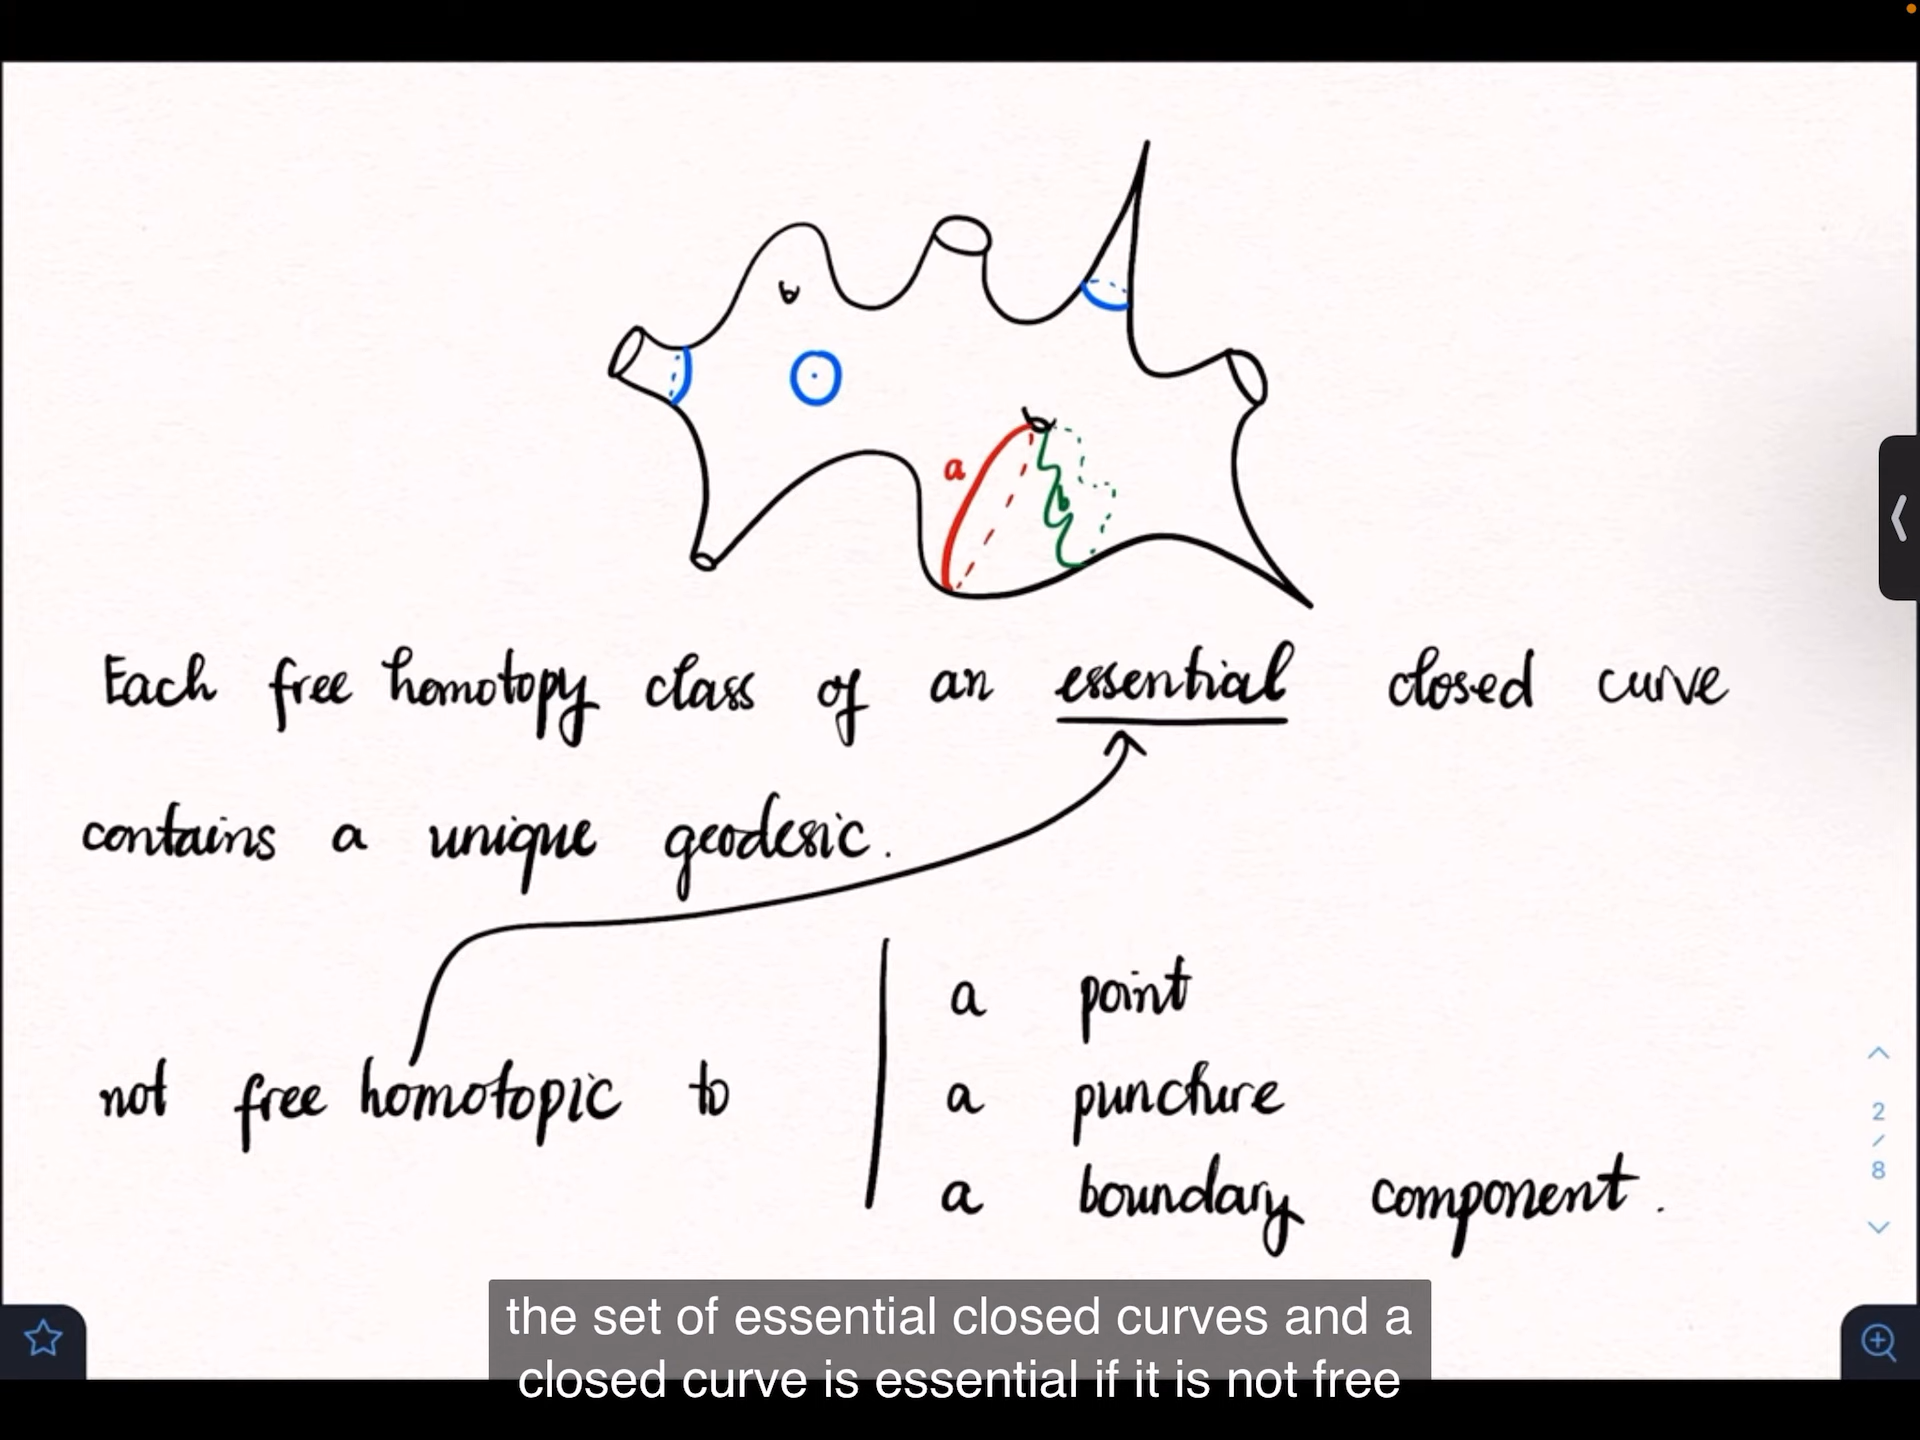 a
b
Each free homotopy class of an essential closed curve
contains a unique geodesic.
a point
not free homotopic to a puncture
a boundary component.
2
/
8
the set of essential closed curves and a
closed curve is essential if it is not free